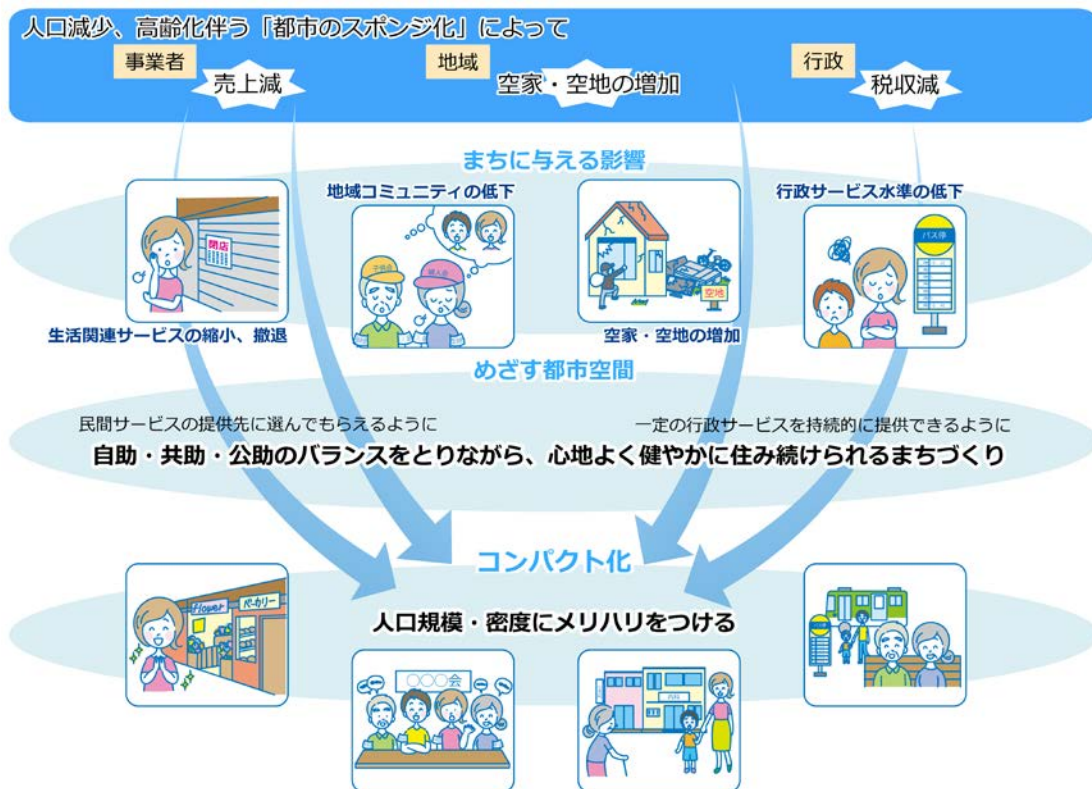 人口減少、高齢化伴う「都市のスポンジ化」によって
事業者
売上減
地域
空家・空地の増加
行政
税収減
まちに与える影響
地域コミュニティの低下
行政サービス水準の低下
閉店
子供会
婦人会
空地
バス停
生活関連サービスの縮小、撤退
空家・空地の増加
めざす都市空間
民間サービスの提供先に選んでもらえるように
一定の行政サービスを持続的に提供できるように
自助・共助・公助のバランスをとりながら、心地よく健やかに住み続けられるまちづくり
コンパクト化
Flower
ベーカリー
人口規模・密度にメリハリをつける
〇〇〇会
内科